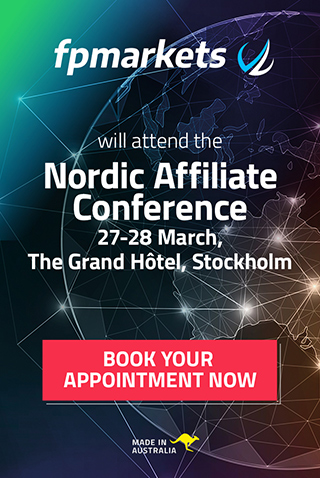 fpmarkets
will attend the
Nordic Affiliate
Conference
27-28 March,
The Grand Hôtel, Stockholm
BOOK YOUR
APPOINTMENT NOW
MADE IN
AUSTRALIA